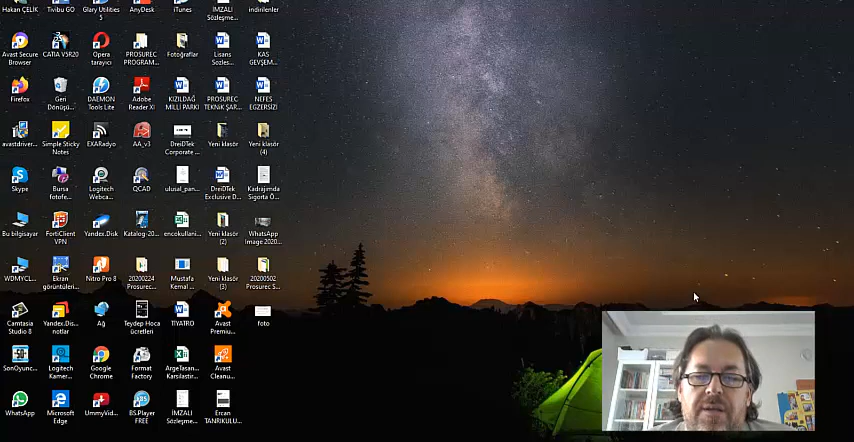 Hakan ÇELİK
Tivibu GO
Glary Utilities
5
AnyDesk
iTunes
İMZALI
Sözleşme...
indirilenler
Avast Secure
Browser
CATIA V5R20
Opera
tarayıcı
PROSUREC
PROGRAM...
Fotoğraflar
Lisans
Sozles...
KAS
GEVŞEM...
Firefox
Geri
Dönüşü...
DAEMON
Tools Lite
Adobe
Reader XI
KIZILDAĞ
MİLLİ PARKI
PROSUREC
TEKNİK ŞAR...
NEFES
EGZERSİZİ
avastdriver...
Simple Sticky
Notes
EXARadyo
AA_v3
DreiDTek
Corporate ...
Yeni klasör
Yeni klasör
(4)
Skype
Bursa
fotofe...
Logitech
Webca...
QCAD
ulusal_pan...
DreiDTek
Exclusive D...
Kadrajımda
Sigorta Ö...
Bu bilgisayar
FortiClient
VPN
Yandex.Disk
Katalog-20...
encokullani...
Yeni klasör
(2)
WhatsApp
Image 2020...
WDMYCL...
Ekran
görüntüleri...
Nitro Pro 8
20200224
Prosurec...
Mustafa
Kemal ...
Yeni klasör
(3)
20200502
Prosurec S...
Camtasia
Studio 8
Yandex.Dis...
notlar
Ağ
Teydep Hoca
ücretleri
TİYATRO
Avast
Premiu...
foto
SonOyunc...
Logitech
Kamer...
Google
Chrome
Format
Factory
ArgeTasan...
Karsilastir...
Avast
Cleanu...
WhatsApp
Microsoft
Edge
UmmyVid...
BS.Player
FREE
İMZALI
Sözleşme...
Ercan
TANRIKULU...